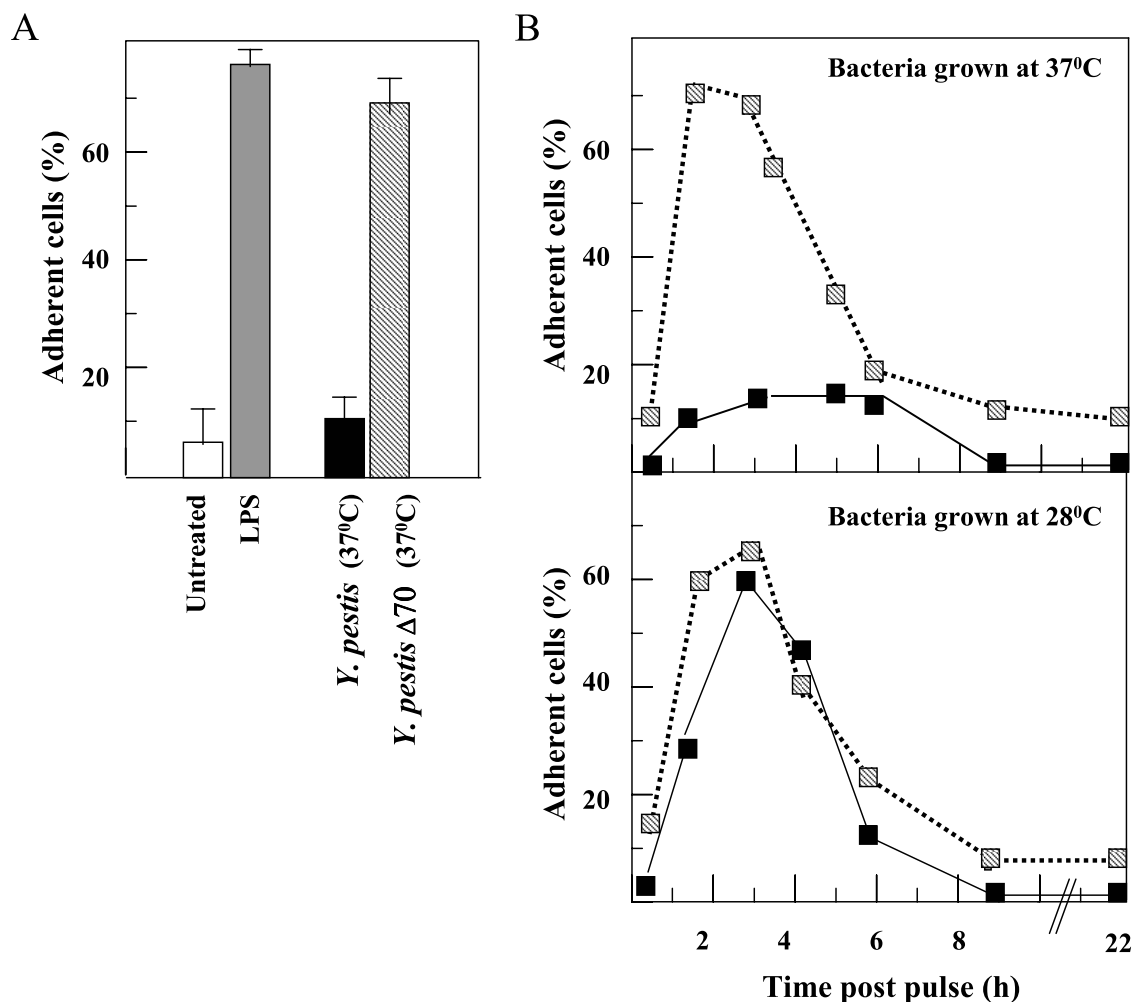 A
Adherent cells (%)
60
40
20
Untreated
LPS
Y. pestis (37⁰C)
Y. pestis Δ70 (37⁰C)
B
Bacteria grown at 37⁰C
Adherent cells (%)
60
40
20
Bacteria grown at 28⁰C
Adherent cells (%)
60
40
20
2 4 6 8 22
Time post pulse (h)